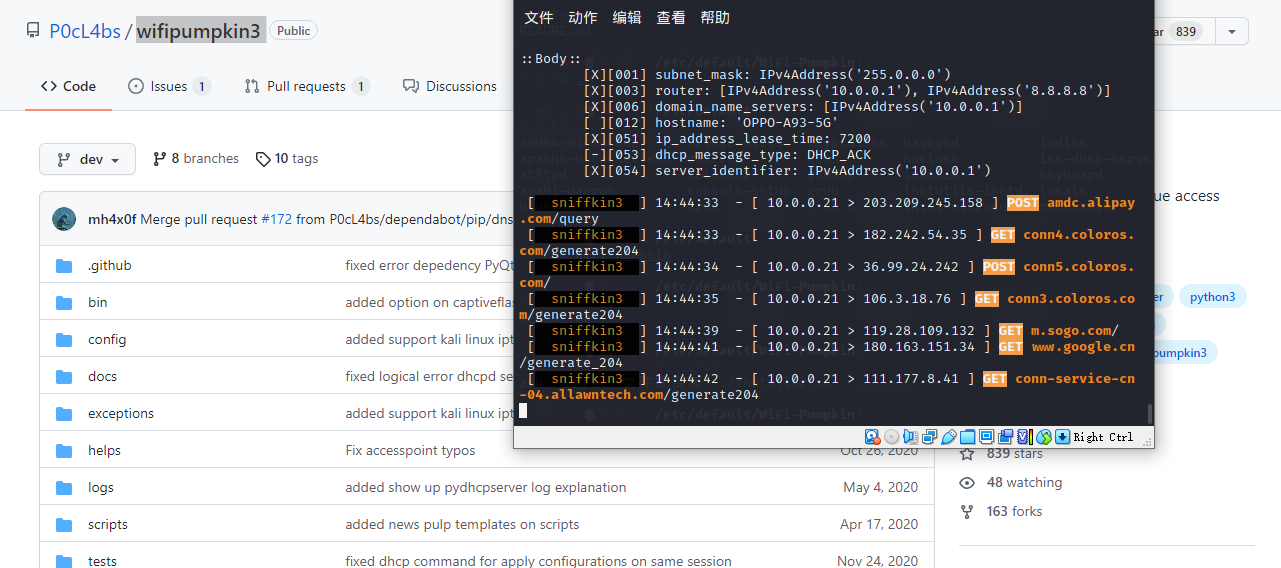 P0cL4bs / wifipumpkin3 Public
ar 839
Code Issues 1 Pull requests 1 Discussions
dev 8 branches 10 tags
mh4x0f Merge pull request #172 from P0cL4bs/dependabot/pip/dns
.github fixed error depedency PyQt
bin added option on captiveflas
config added support kali linux ipt
docs fixed logical error dhcpd se
exceptions added support kali linux ipt
helps Fix accesspoint typos Oct 26, 2020
logs added show up pydhcpserver log explanation May 4, 2020
scripts added news pulp templates on scripts Apr 17, 2020
tests fixed dhcp command for apply configurations on same session Nov 24, 2020
文件 动作 编辑 查看 帮助
::Body::
[X][001] subnet_mask: IPv4Address('255.0.0.0')
[X][003] router: [IPv4Address('10.0.0.1'), IPv4Address('8.8.8.8')]
[X][006] domain_name_servers: [IPv4Address('10.0.0.1')]
[ ][012] hostname: 'OPPO-A93-5G'
[X][051] ip_address_lease_time: 7200
[-][053] dhcp_message_type: DHCP_ACK
[X][054] server_identifier: IPv4Address('10.0.0.1')
[ sniffkin3 ] 14:44:33 - [ 10.0.0.21 > 203.209.245.158 ] POST amdc.alipay
.com/query
[ sniffkin3 ] 14:44:33 - [ 10.0.0.21 > 182.242.54.35 ] GET conn4.coloros.
com/generate204
[ sniffkin3 ] 14:44:34 - [ 10.0.0.21 > 36.99.24.242 ] POST conn5.coloros.
com/
[ sniffkin3 ] 14:44:35 - [ 10.0.0.21 > 106.3.18.76 ] GET conn3.coloros.co
m/generate204
[ sniffkin3 ] 14:44:39 - [ 10.0.0.21 > 119.28.109.132 ] GET m.sogo.com/
[ sniffkin3 ] 14:44:41 - [ 10.0.0.21 > 180.163.151.34 ] GET www.google.cn
/generate_204
[ sniffkin3 ] 14:44:42 - [ 10.0.0.21 > 111.177.8.41 ] GET conn-service-cn
-04.allawntech.com/generate204
Right Ctrl
ue access
er python3
pumpkin3
839 stars
48 watching
163 forks